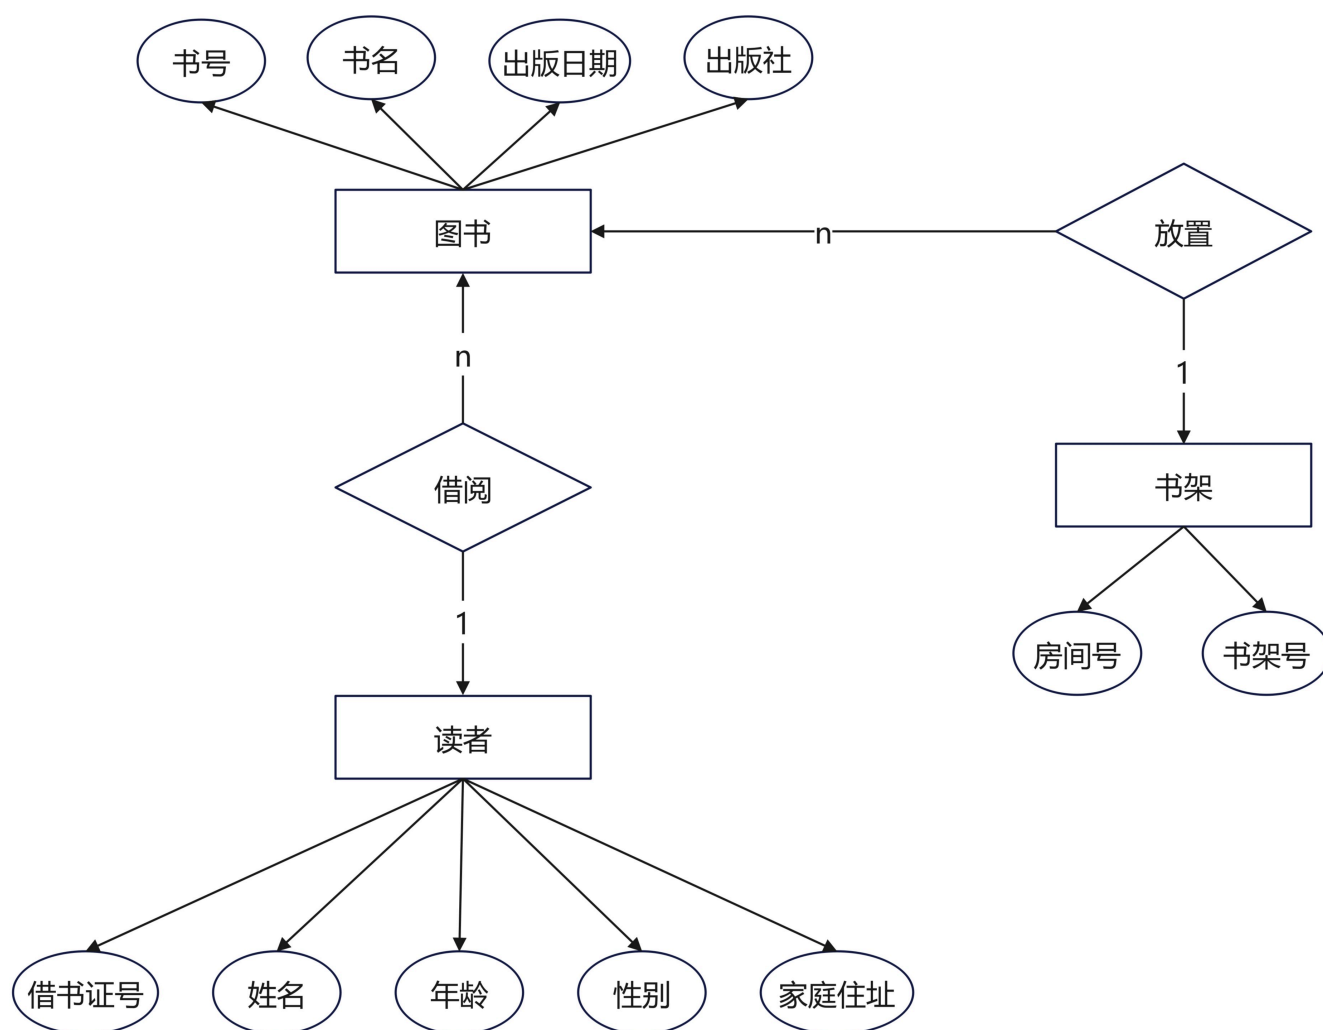 书号
书名
出版日期
出版社
图书
n
放置
n
1
借阅
书架
1
房间号
书架号
读者
借书证号
姓名
年龄
性别
家庭住址